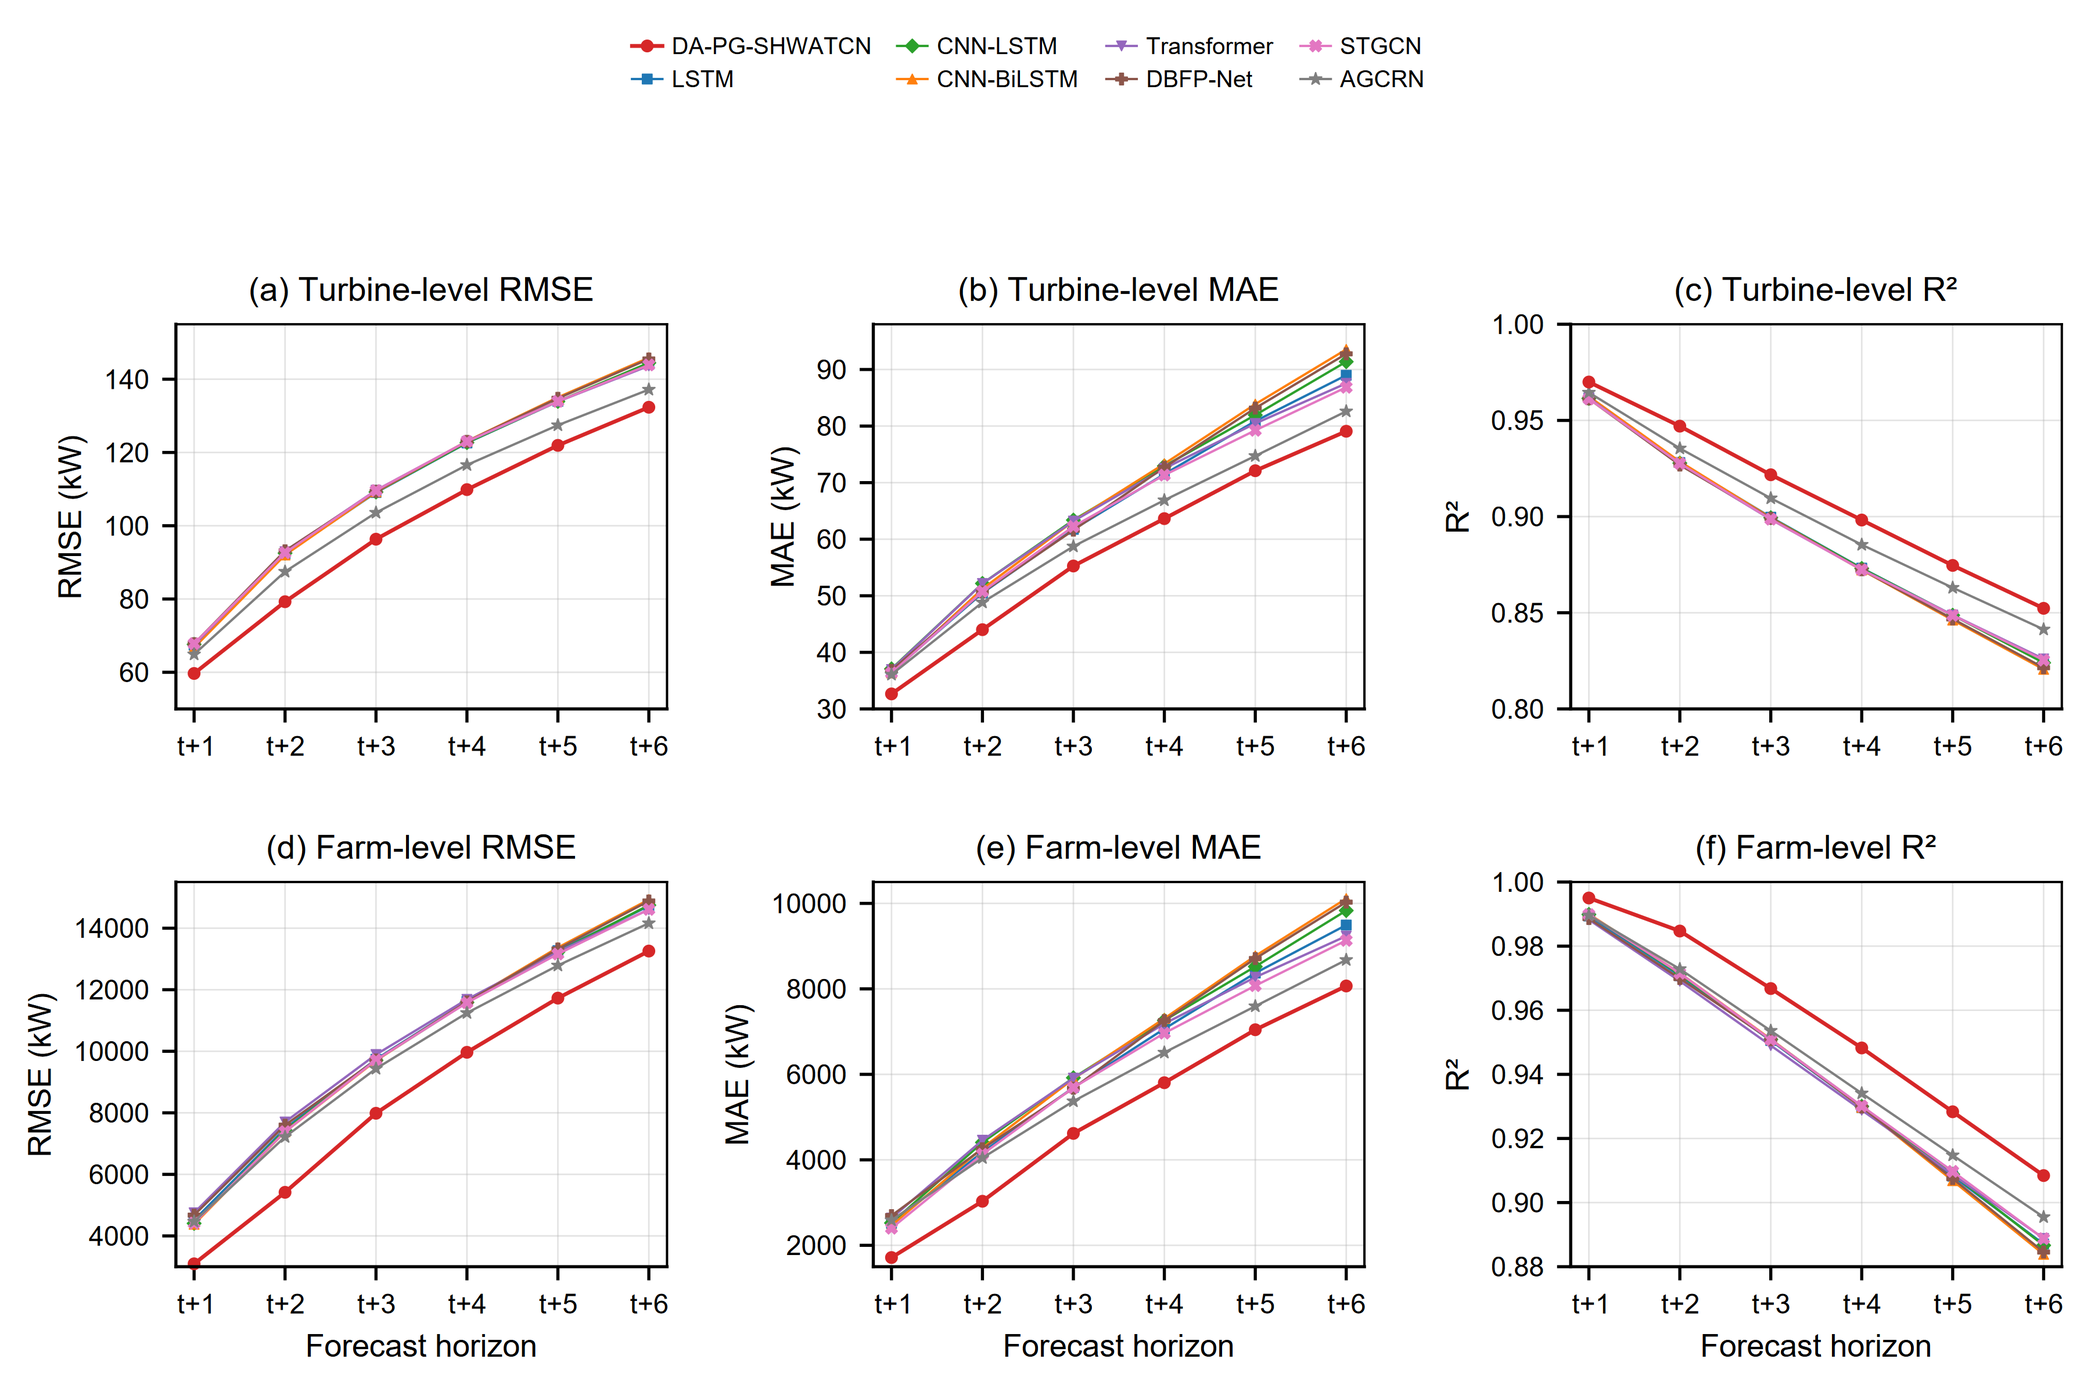 DA-PG-SHWATCN CNN-LSTM Transformer STGCN
LSTM CNN-BiLSTM DBFP-Net AGCRN
(a) Turbine-level RMSE
RMSE (kW)
140
120
100
80
60
t+1 t+2 t+3 t+4 t+5 t+6
(b) Turbine-level MAE
MAE (kW)
90
80
70
60
50
40
30
t+1 t+2 t+3 t+4 t+5 t+6
(c) Turbine-level R²
R²
1.00
0.95
0.90
0.85
0.80
t+1 t+2 t+3 t+4 t+5 t+6
(d) Farm-level RMSE
RMSE (kW)
14000
12000
10000
8000
6000
4000
t+1 t+2 t+3 t+4 t+5 t+6
Forecast horizon
(e) Farm-level MAE
MAE (kW)
10000
8000
6000
4000
2000
t+1 t+2 t+3 t+4 t+5 t+6
Forecast horizon
(f) Farm-level R²
R²
1.00
0.98
0.96
0.94
0.92
0.90
0.88
t+1 t+2 t+3 t+4 t+5 t+6
Forecast horizon